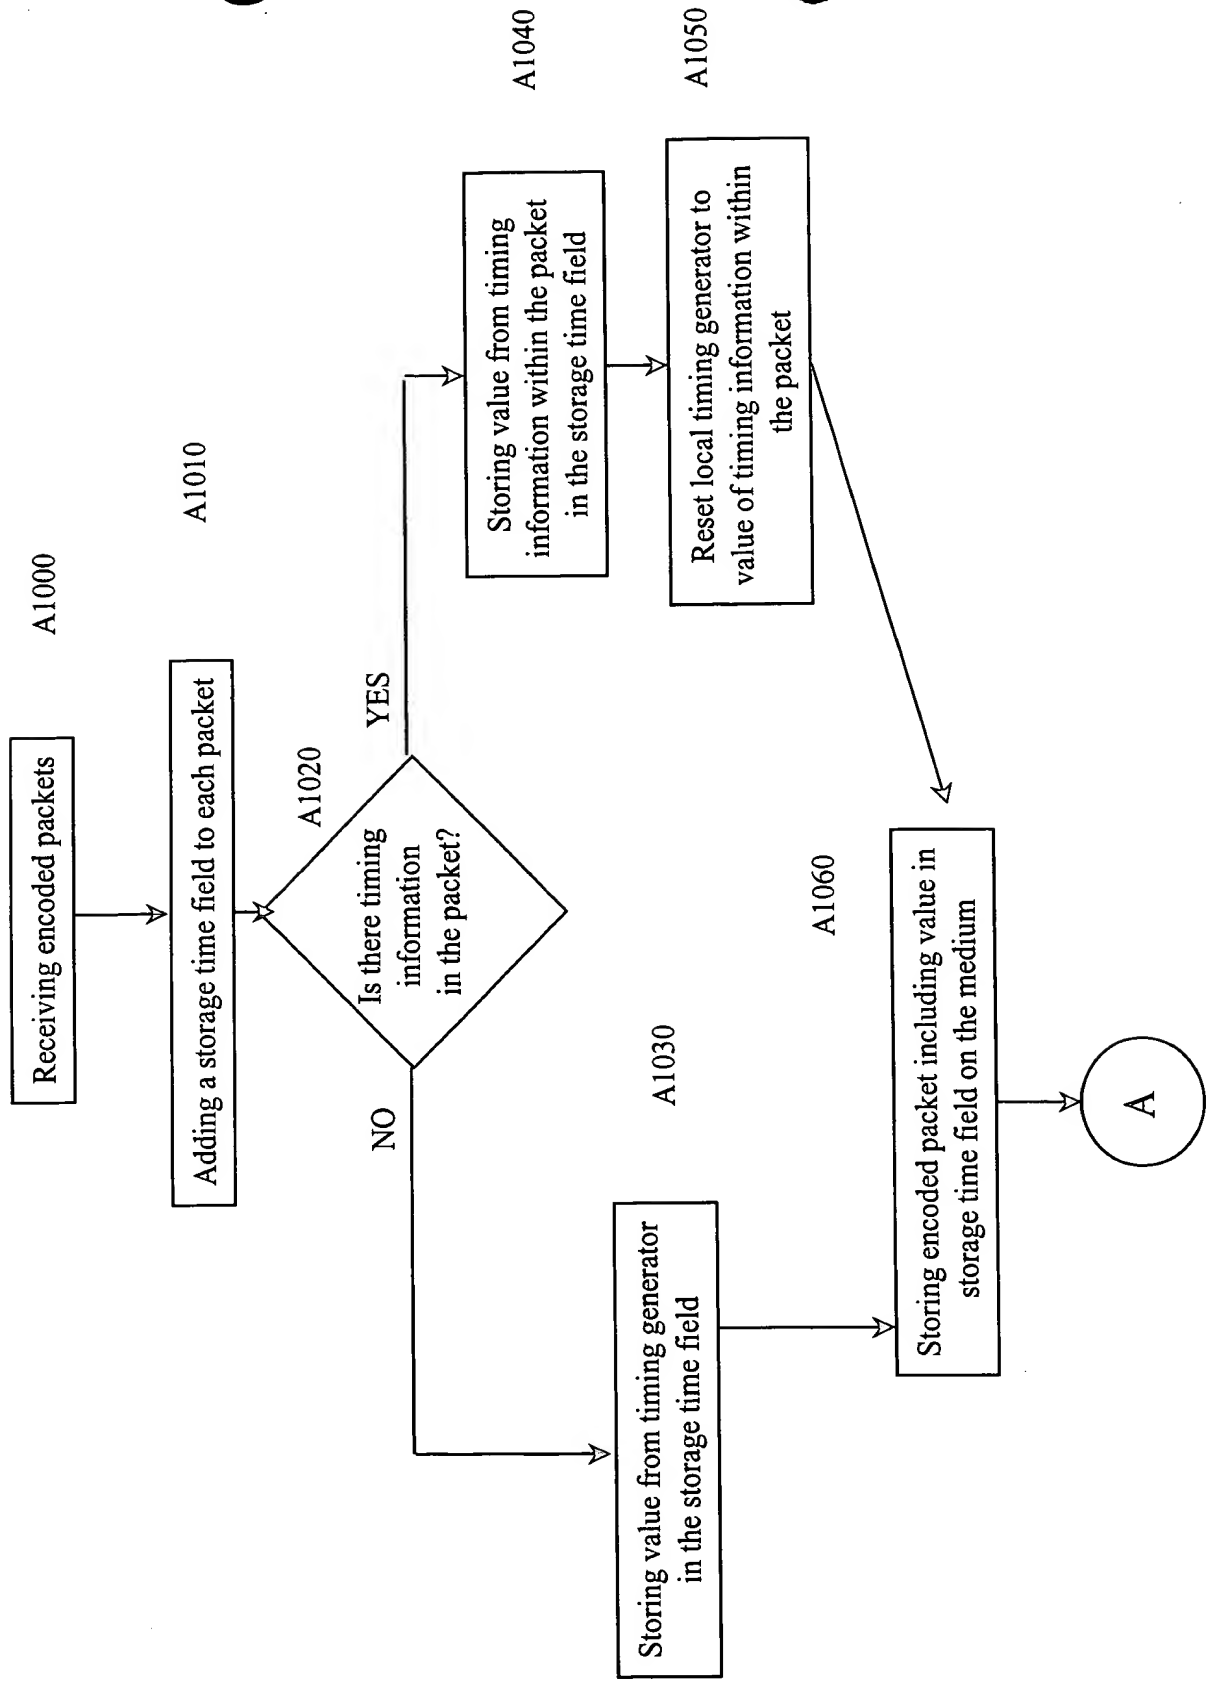 Receiving encoded packets
A1000
Adding a storage time field to each packet
A1010
Is there timing
information
in the packet?
A1020
NO
YES
Storing value from timing generator
in the storage time field
A1030
Storing value from timing
information within the packet
in the storage time field
A1040
Reset local timing generator to
value of timing information within
the packet
A1050
Storing encoded packet including value in
storage time field on the medium
A1060
A